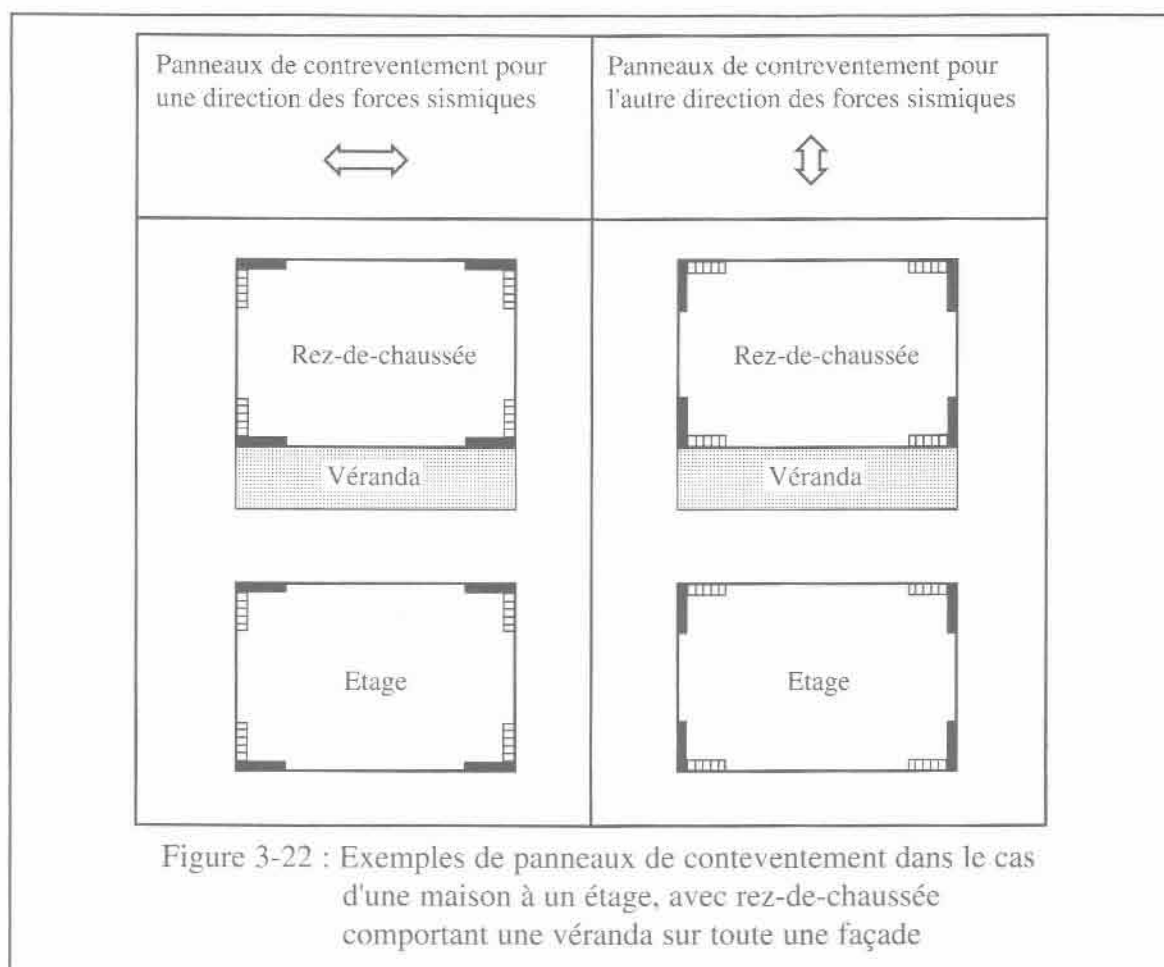 Panneaux de contreventement pour
une direction des forces sismiques
Panneaux de contreventement pour
l'autre direction des forces sismiques
Rez-de-chaussée
Véranda
Rez-de-chaussée
Véranda
Etage
Etage
Figure 3-22 : Exemples de panneaux de conteventement dans le cas
d'une maison à un étage, avec rez-de-chaussée
comportant une véranda sur toute une façade